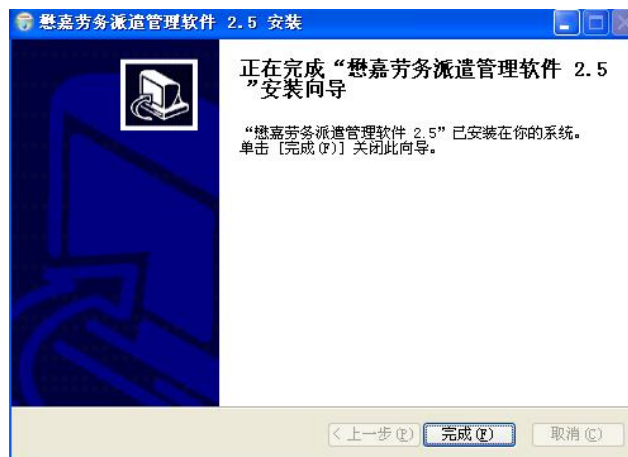 懋嘉劳务派遣管理软件 2.5 安装
正在完成“懋嘉劳务派遣管理软件 2.5
”安装向导
“懋嘉劳务派遣管理软件 2.5”已安装在你的系统。
单击 [完成(F)] 关闭此向导。
< 上一步(P) 完成(F) 取消(C)